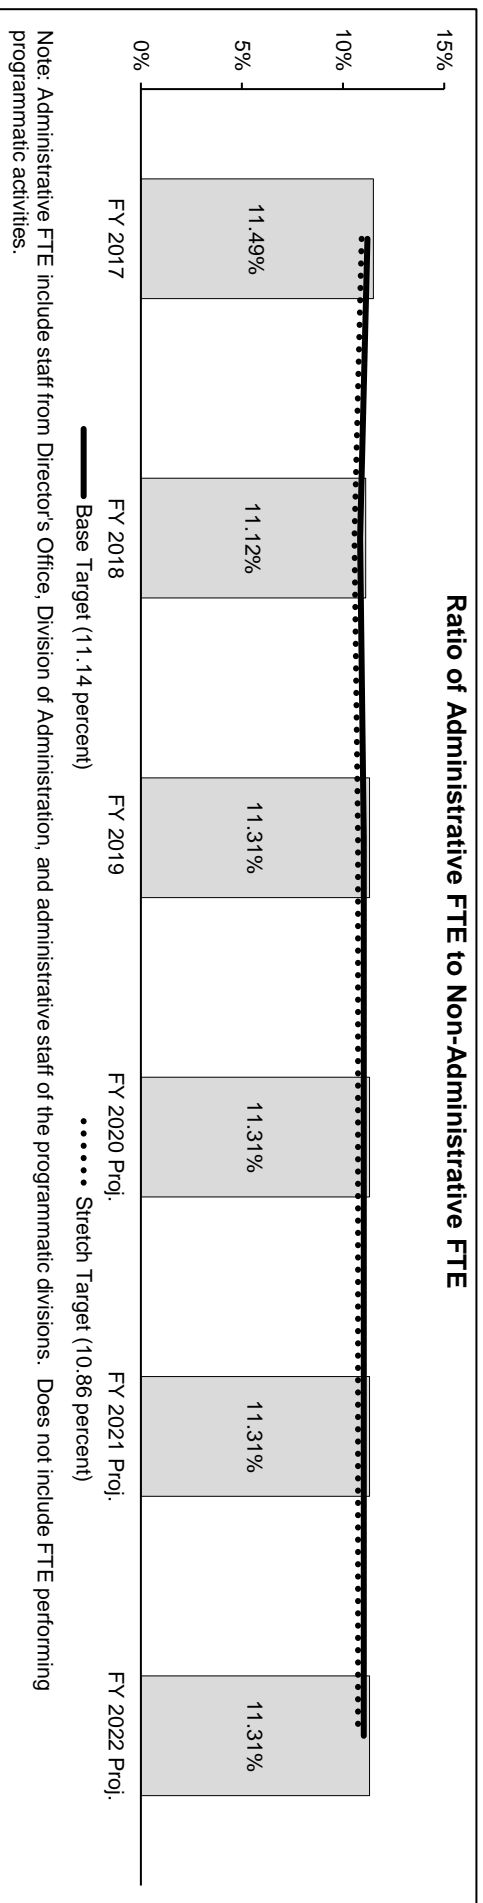 Ratio of Administrative FTE to Non-Administrative FTE
15%
10%
5%
0%
11.49%
11.12%
11.31%
11.31%
11.31%
11.31%
FY 2017
FY 2018
FY 2019
FY 2020 Proj.
FY 2021 Proj.
FY 2022 Proj.
Base Target (11.14 percent)
Stretch Target (10.86 percent)
Note: Administrative FTE include staff from Director's Office, Division of Administration, and administrative staff of the programmatic divisions.  Does not include FTE performing
programmatic activities.